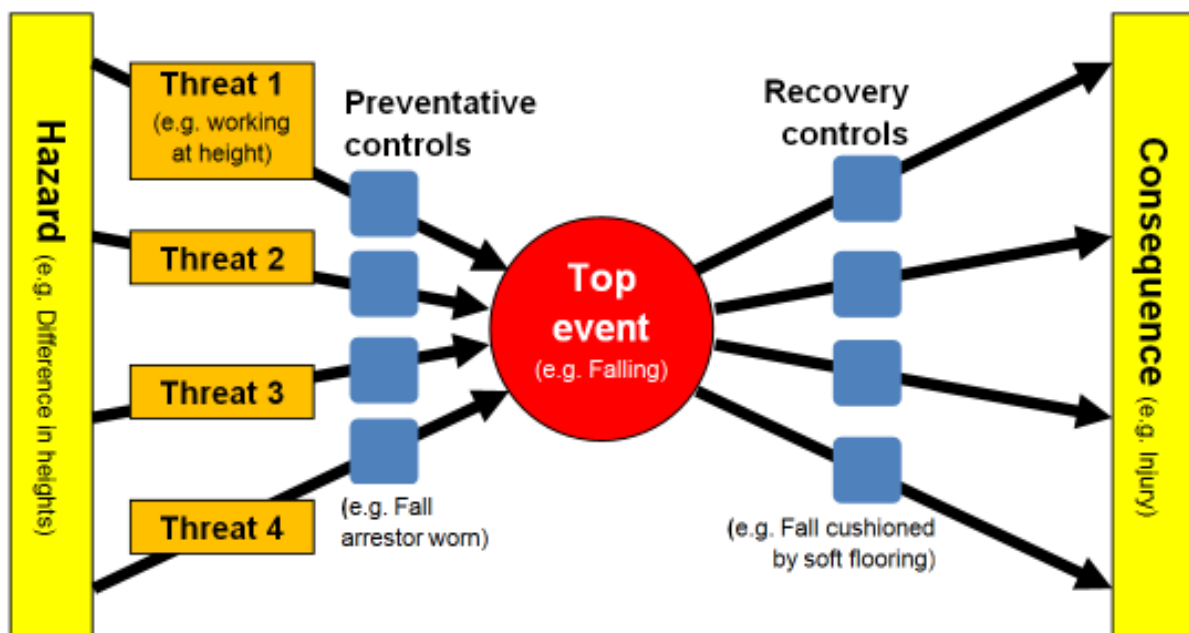 Hazard (e.g. Difference in heights)
Threat 1
(e.g. working
at height)
Threat 2
Threat 3
Threat 4
Preventative
controls
(e.g. Fall
arrestor worn)
Top
event
(e.g. Falling)
Recovery
controls
(e.g. Fall cushioned
by soft flooring)
Consequence (e.g. Injury)